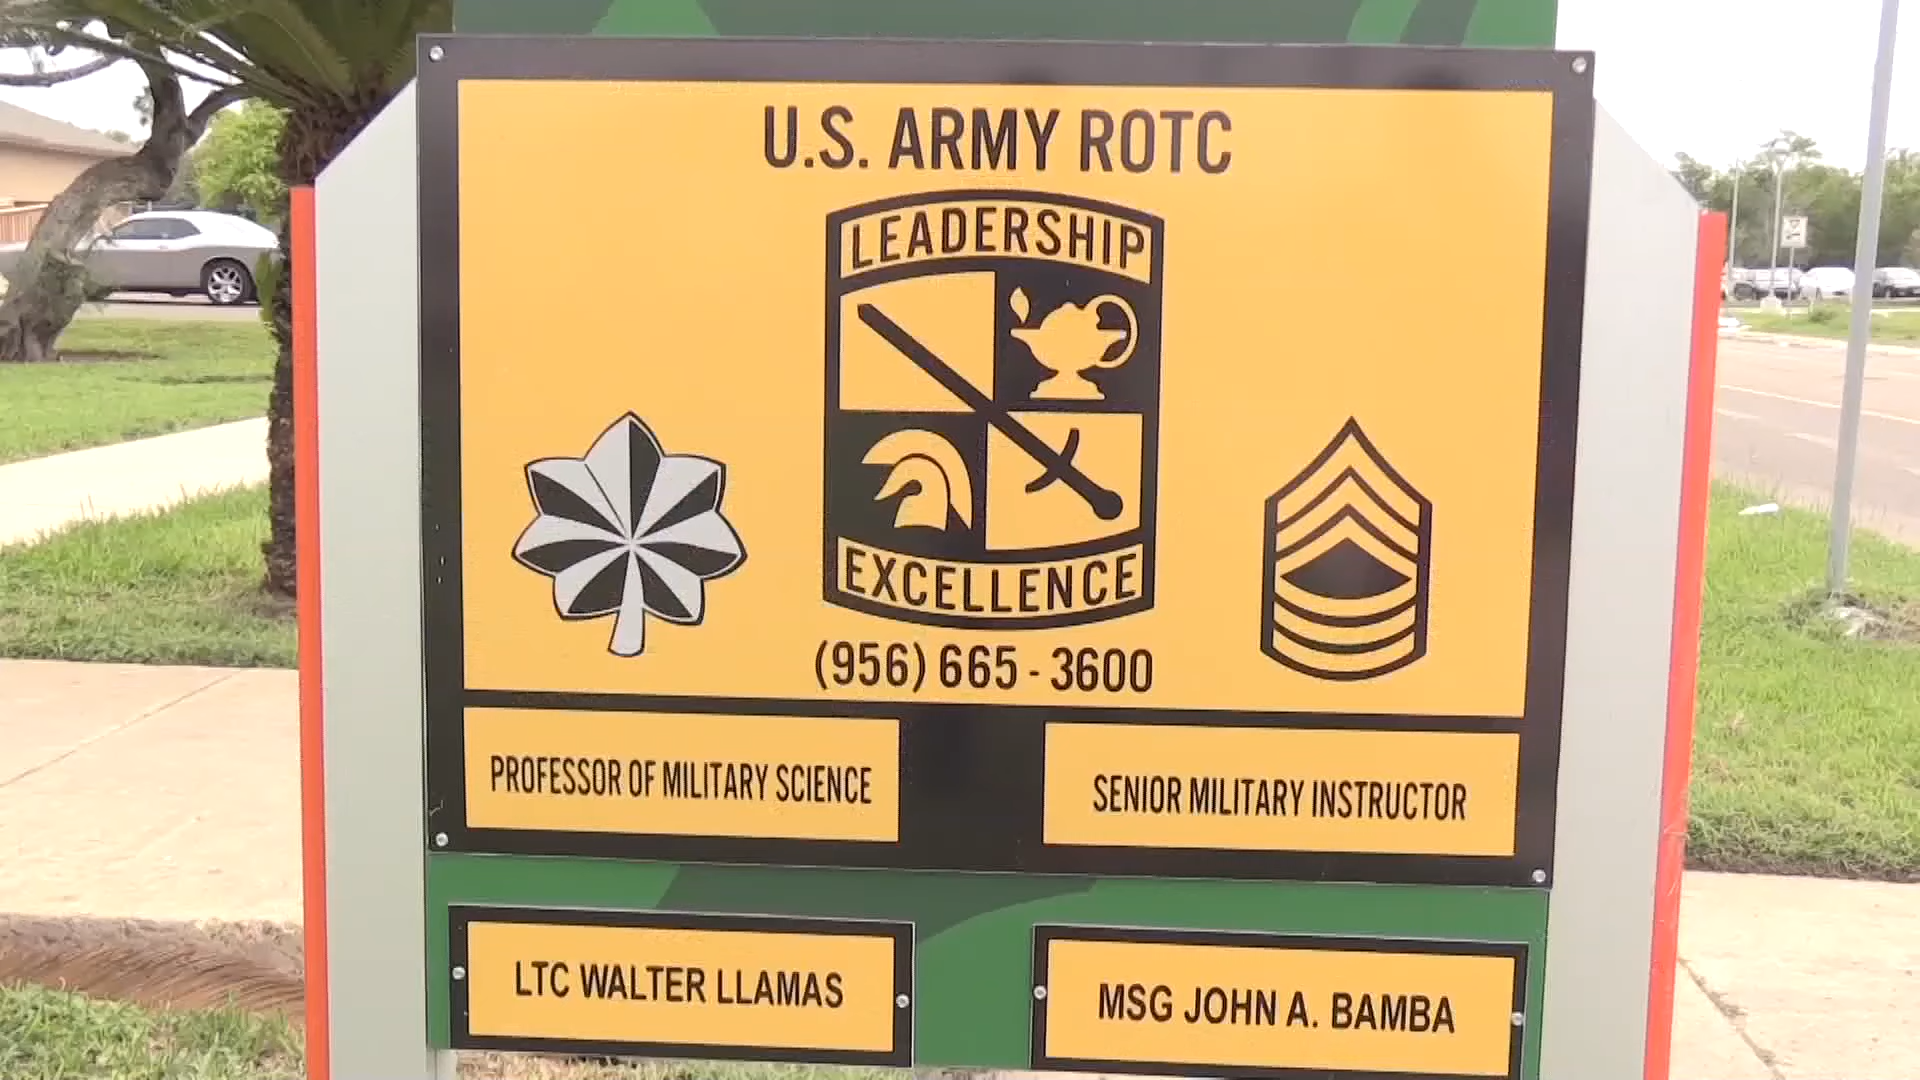 U.S. ARMY ROTC
LEADERSHIP
EXCELLENCE
(956) 665 - 3600
PROFESSOR OF MILITARY SCIENCE
SENIOR MILITARY INSTRUCTOR
LTC WALTER LLAMAS
MSG JOHN A. BAMBA